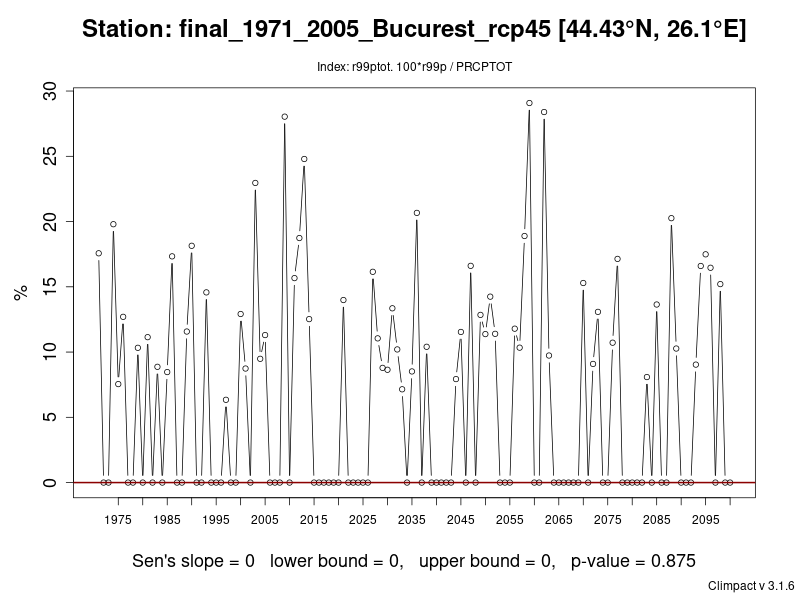 Station: final_1971_2005_Bucurest_rcp45 [44.43°N, 26.1°E]
Index: r99ptot. 100*r99p / PRCPTOT
%
30
25
20
15
10
5
0
1975 1985 1995 2005 2015 2025 2035 2045 2055 2065 2075 2085 2095
Sen's slope = 0 lower bound = 0, upper bound = 0, p-value = 0.875
Climpact v 3.1.6